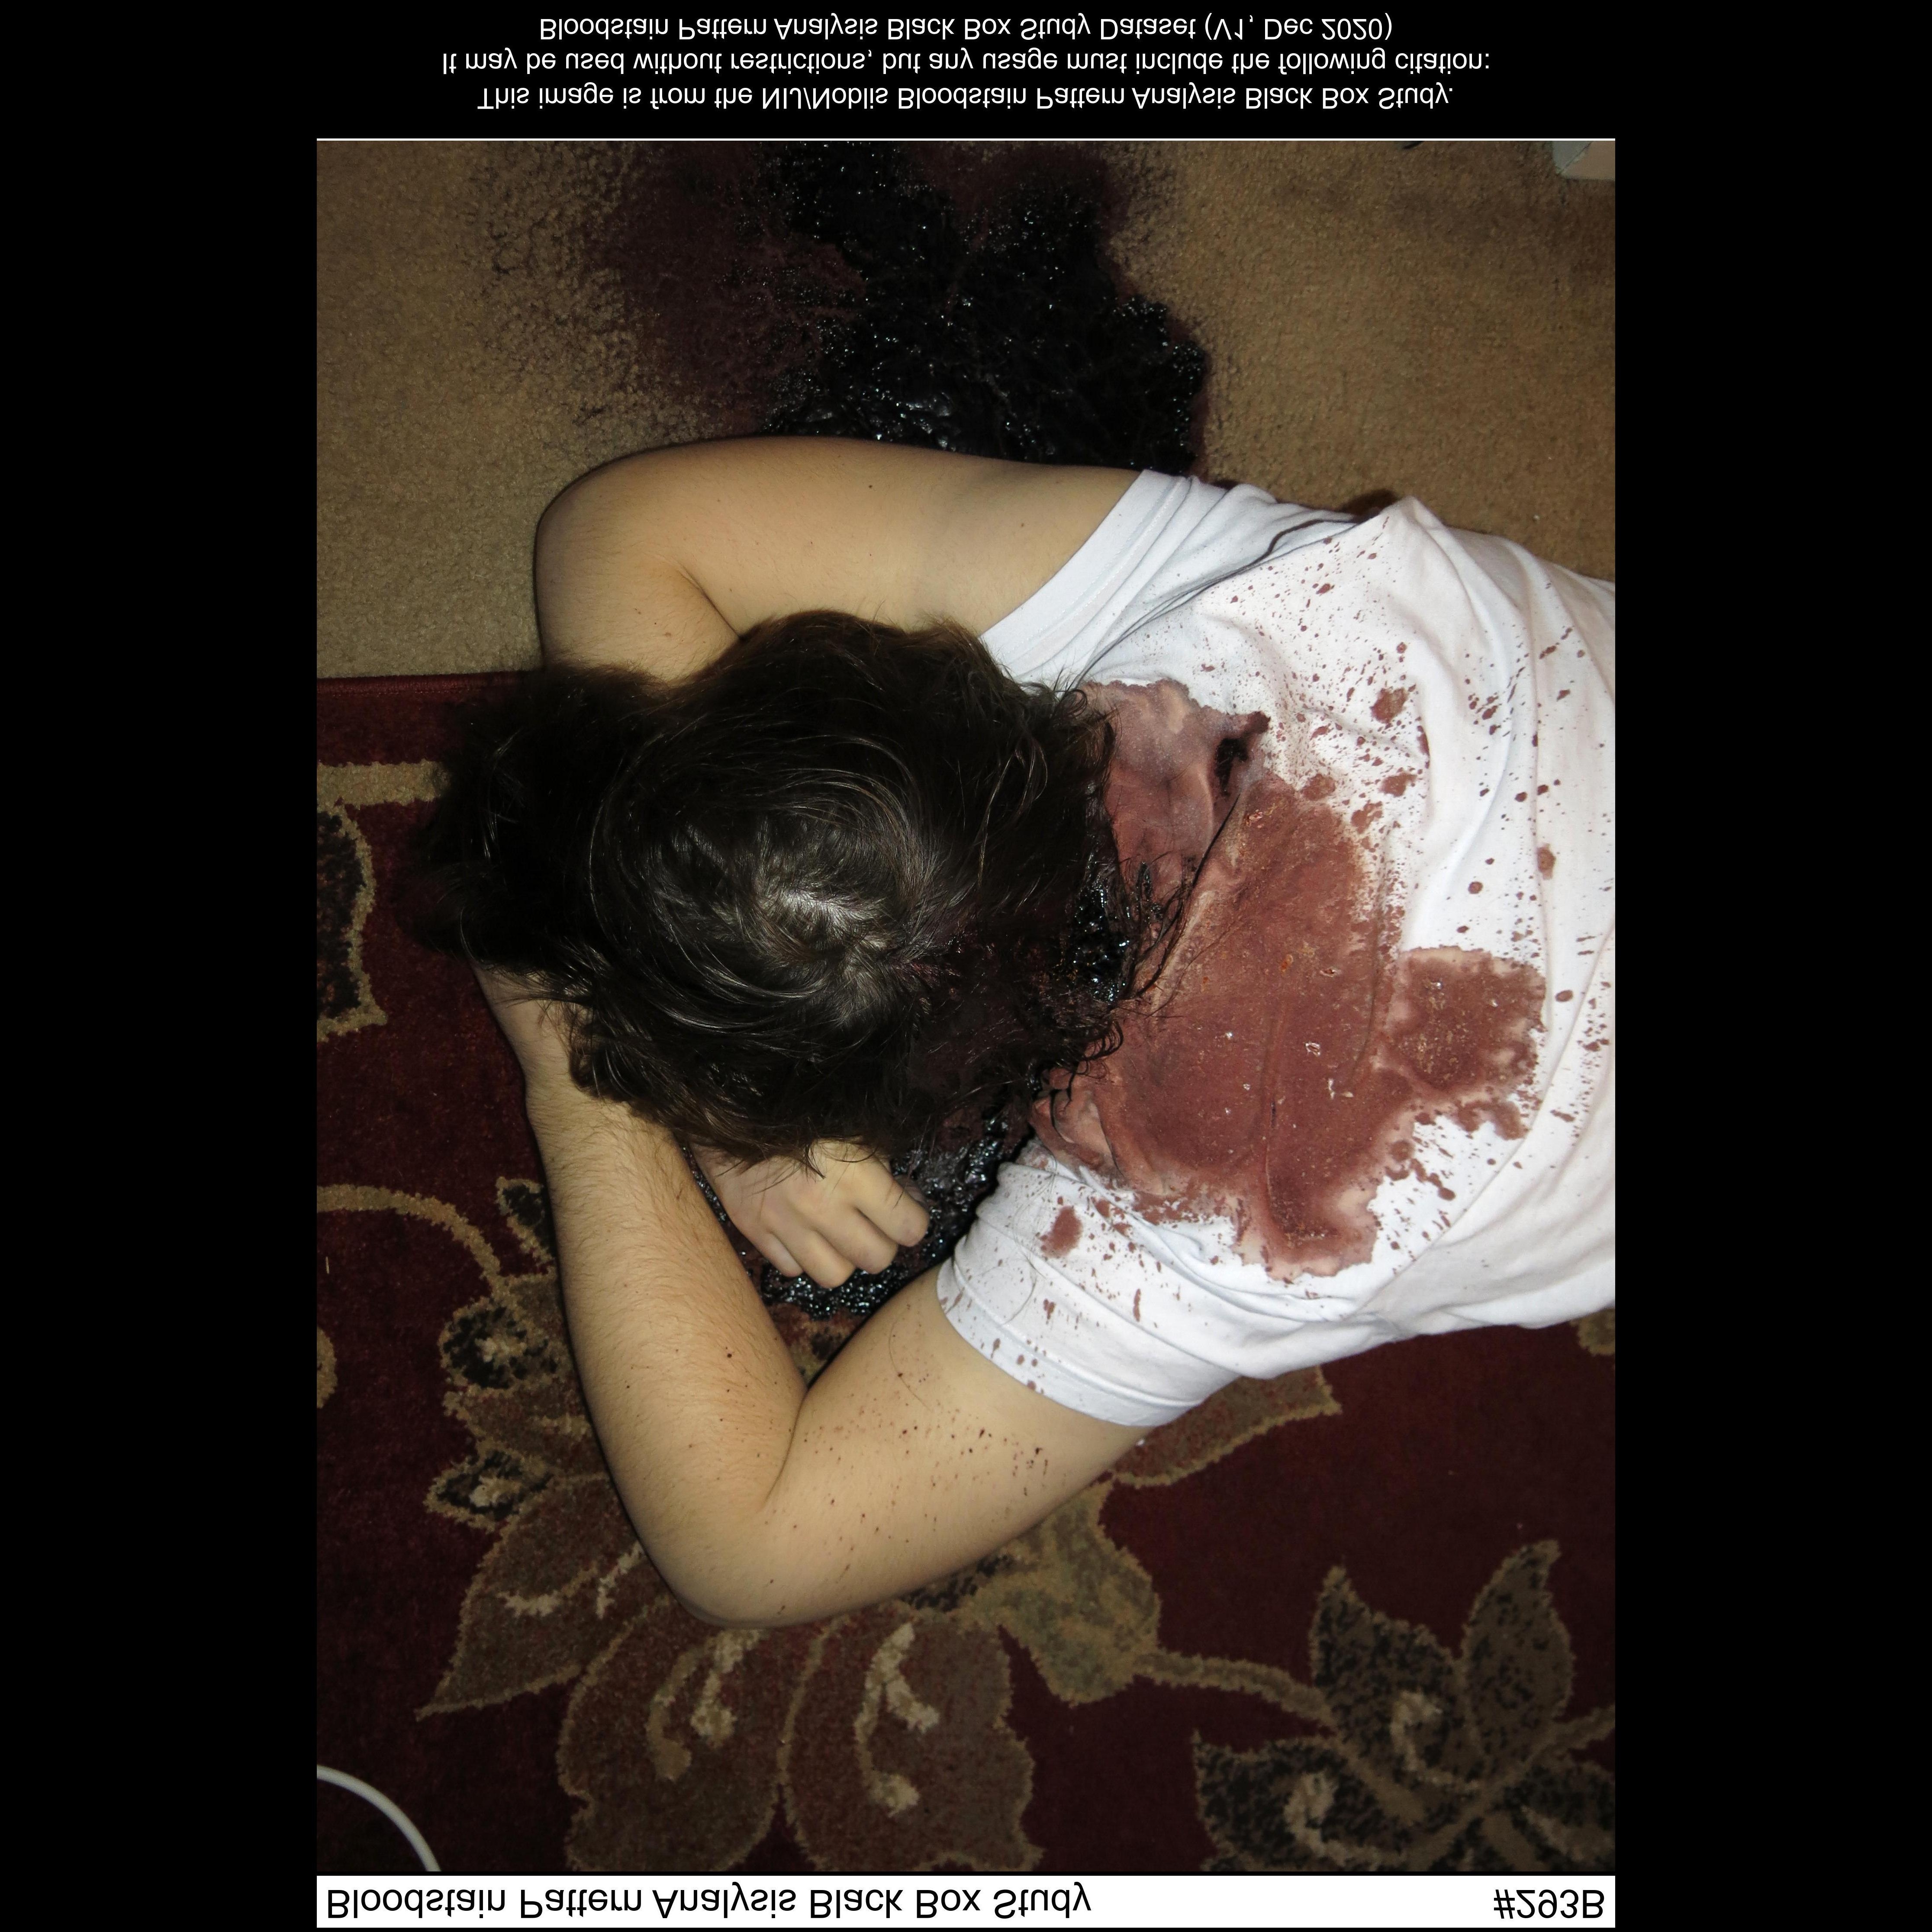 Bloodstain Pattern Analysis Black Box Study #293B
This image is from the NIJ/Noblis Bloodstain Pattern Analysis Black Box Study.
It may be used without restrictions, but any usage must include the following citation:
Bloodstain Pattern Analysis Black Box Study Dataset (V1, Dec 2020)